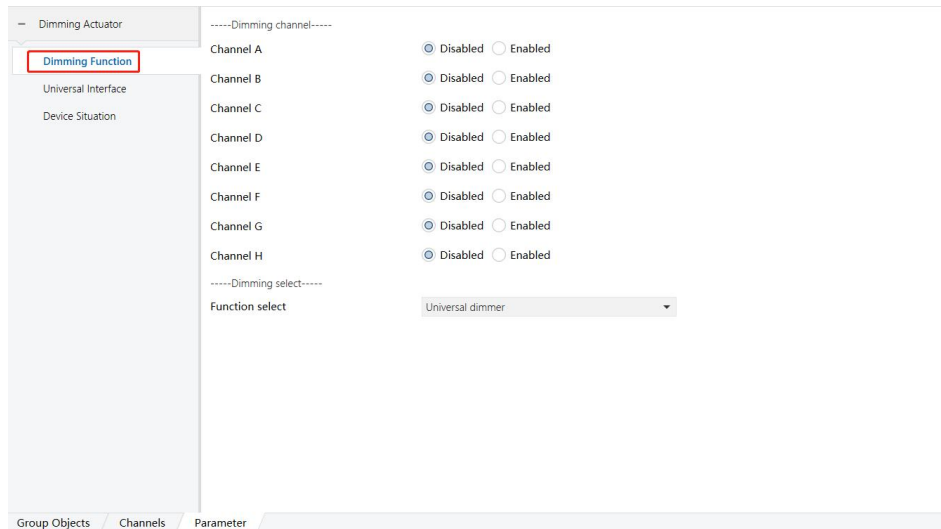 − Dimming Actuator
Dimming Function
Universal Interface
Device Situation
-----Dimming channel-----
Channel A Disabled Enabled
Channel B Disabled Enabled
Channel C Disabled Enabled
Channel D Disabled Enabled
Channel E Disabled Enabled
Channel F Disabled Enabled
Channel G Disabled Enabled
Channel H Disabled Enabled
-----Dimming select-----
Function select Universal dimmer
Group Objects Channels Parameter